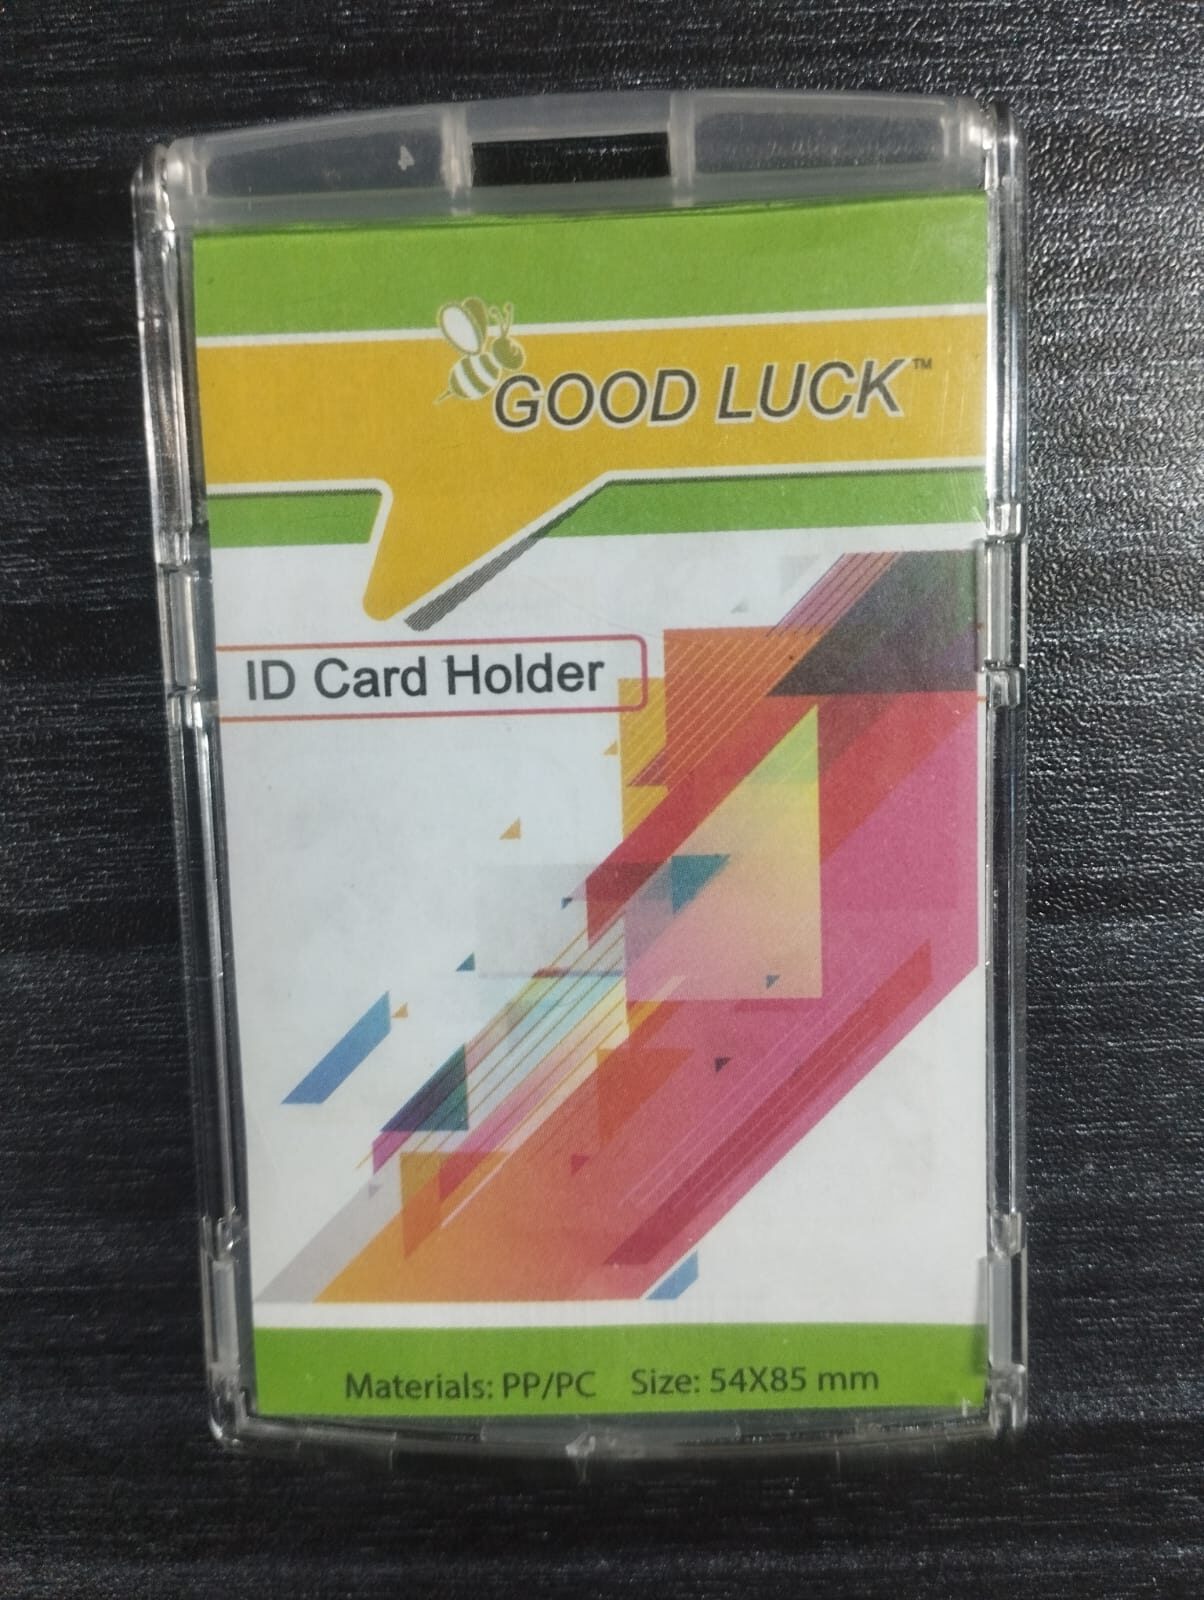 GOOD LUCK™
ID Card Holder
Materials: PP/PC Size: 54X85 mm